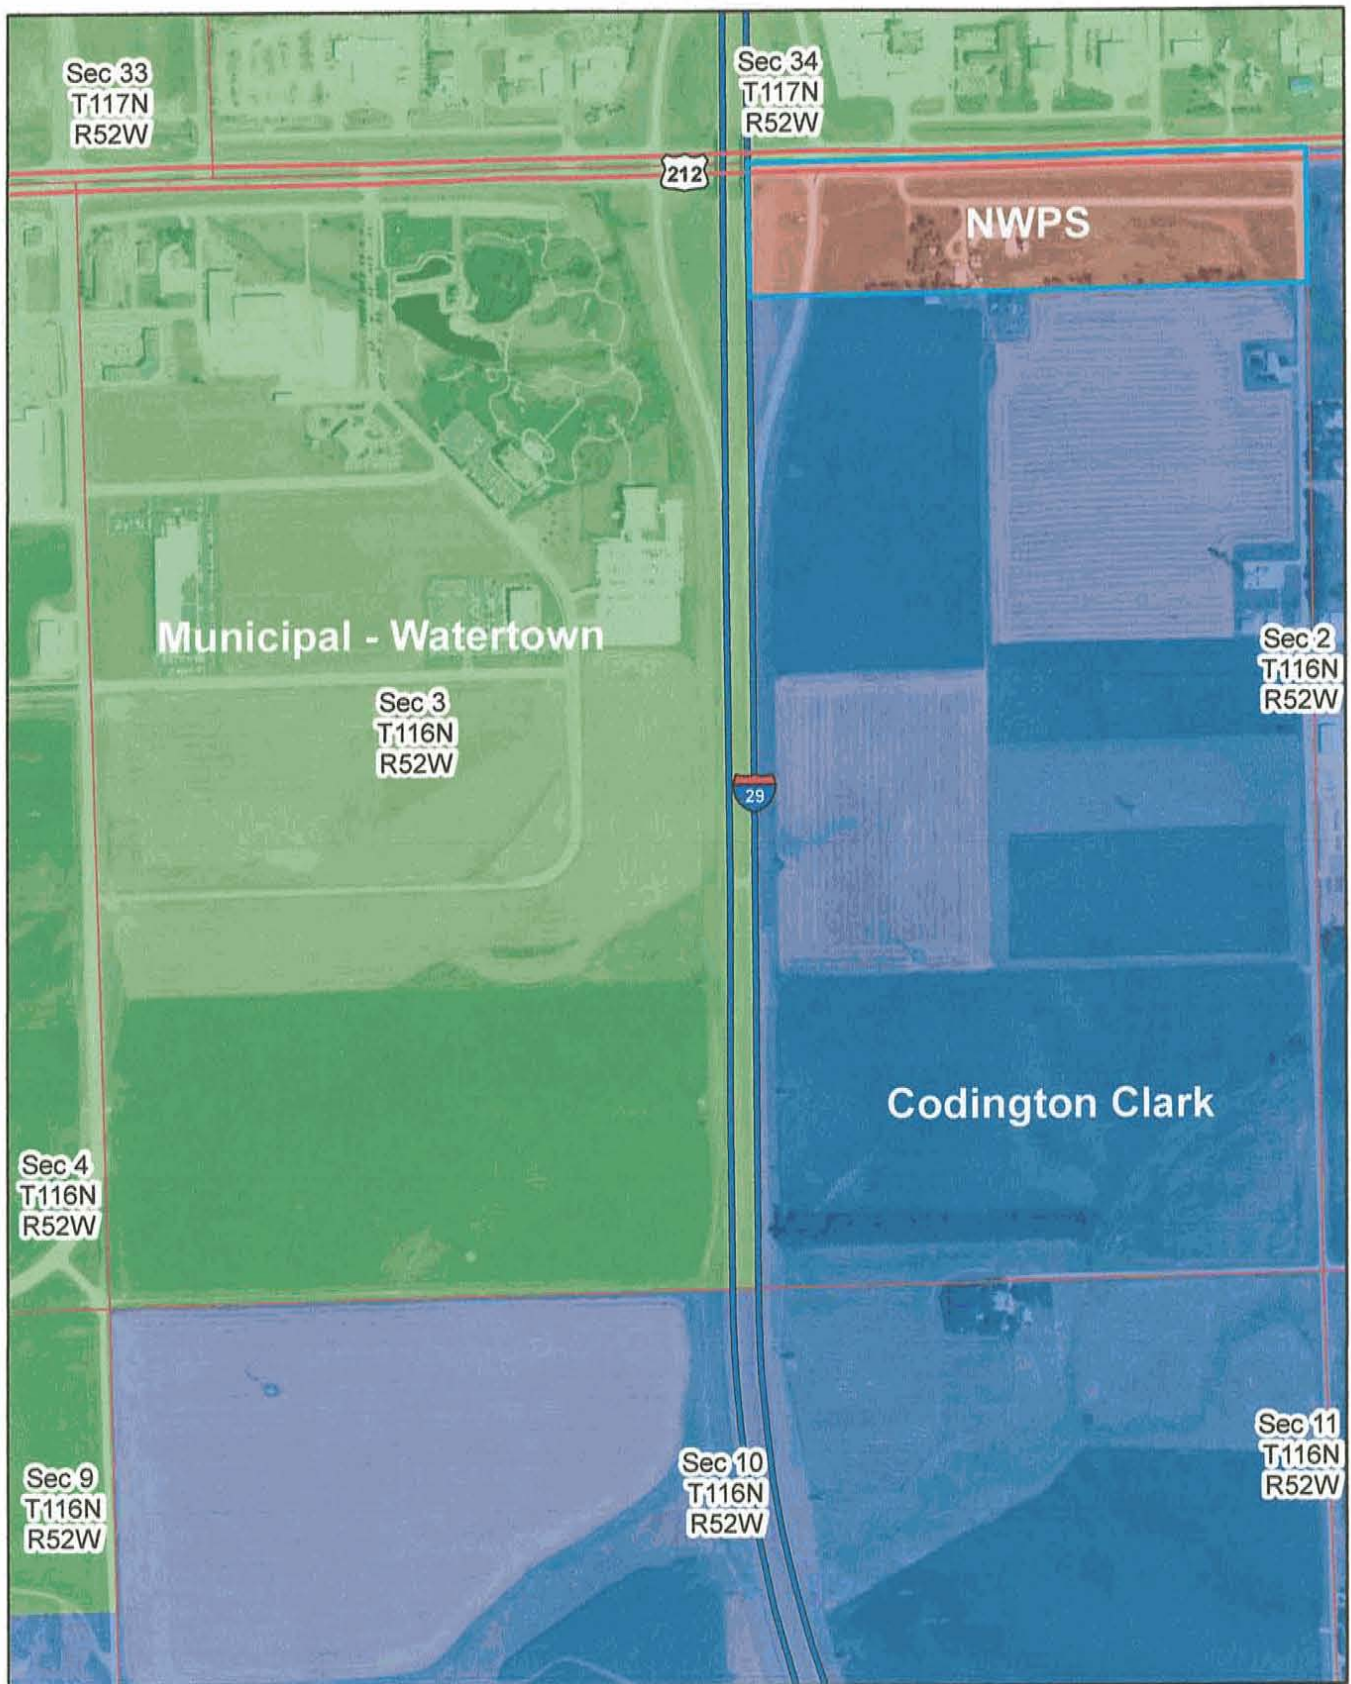 Sec 33
T117N
R52W
Sec 34
T117N
R52W
212
NWPS
Municipal - Watertown
Sec 3
T116N
R52W
Sec 2
T116N
R52W
29
Codington Clark
Sec 4
T116N
R52W
Sec 9
T116N
R52W
Sec 10
T116N
R52W
Sec 11
T116N
R52W